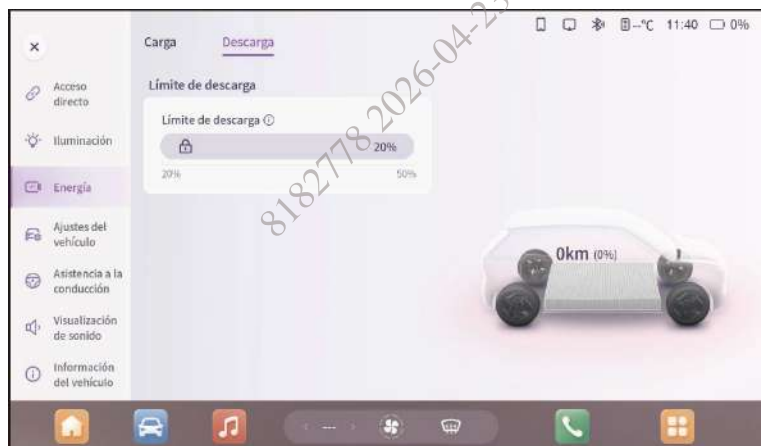 --°C 11:40 0%
Carga Descarga
Límite de descarga
Límite de descarga
20%
20% 50%
Acceso
directo
Iluminación
Energía
Ajustes del
vehículo
Asistencia a la
conducción
Visualización
de sonido
Información
del vehículo
0km (0%)
---
8182778 2026-04-23